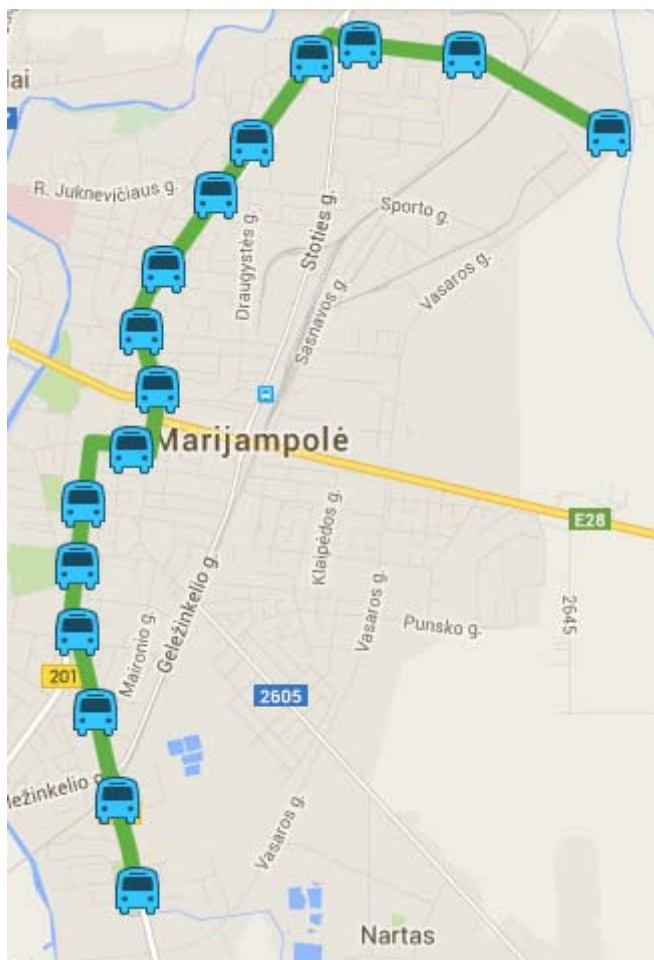 lai
R. Juknevičiaus g.
Sporto g.
Draugystės g.
Stoties g.
Vasaros g.
Sasnavos g.
Marijampolė
E28
Klaipėdos g.
Geležinkelio g.
Vasaros g.
2645
Maironio g.
Punsko g.
201
2605
ležinkelio g.
Vasaros g.
Nartas